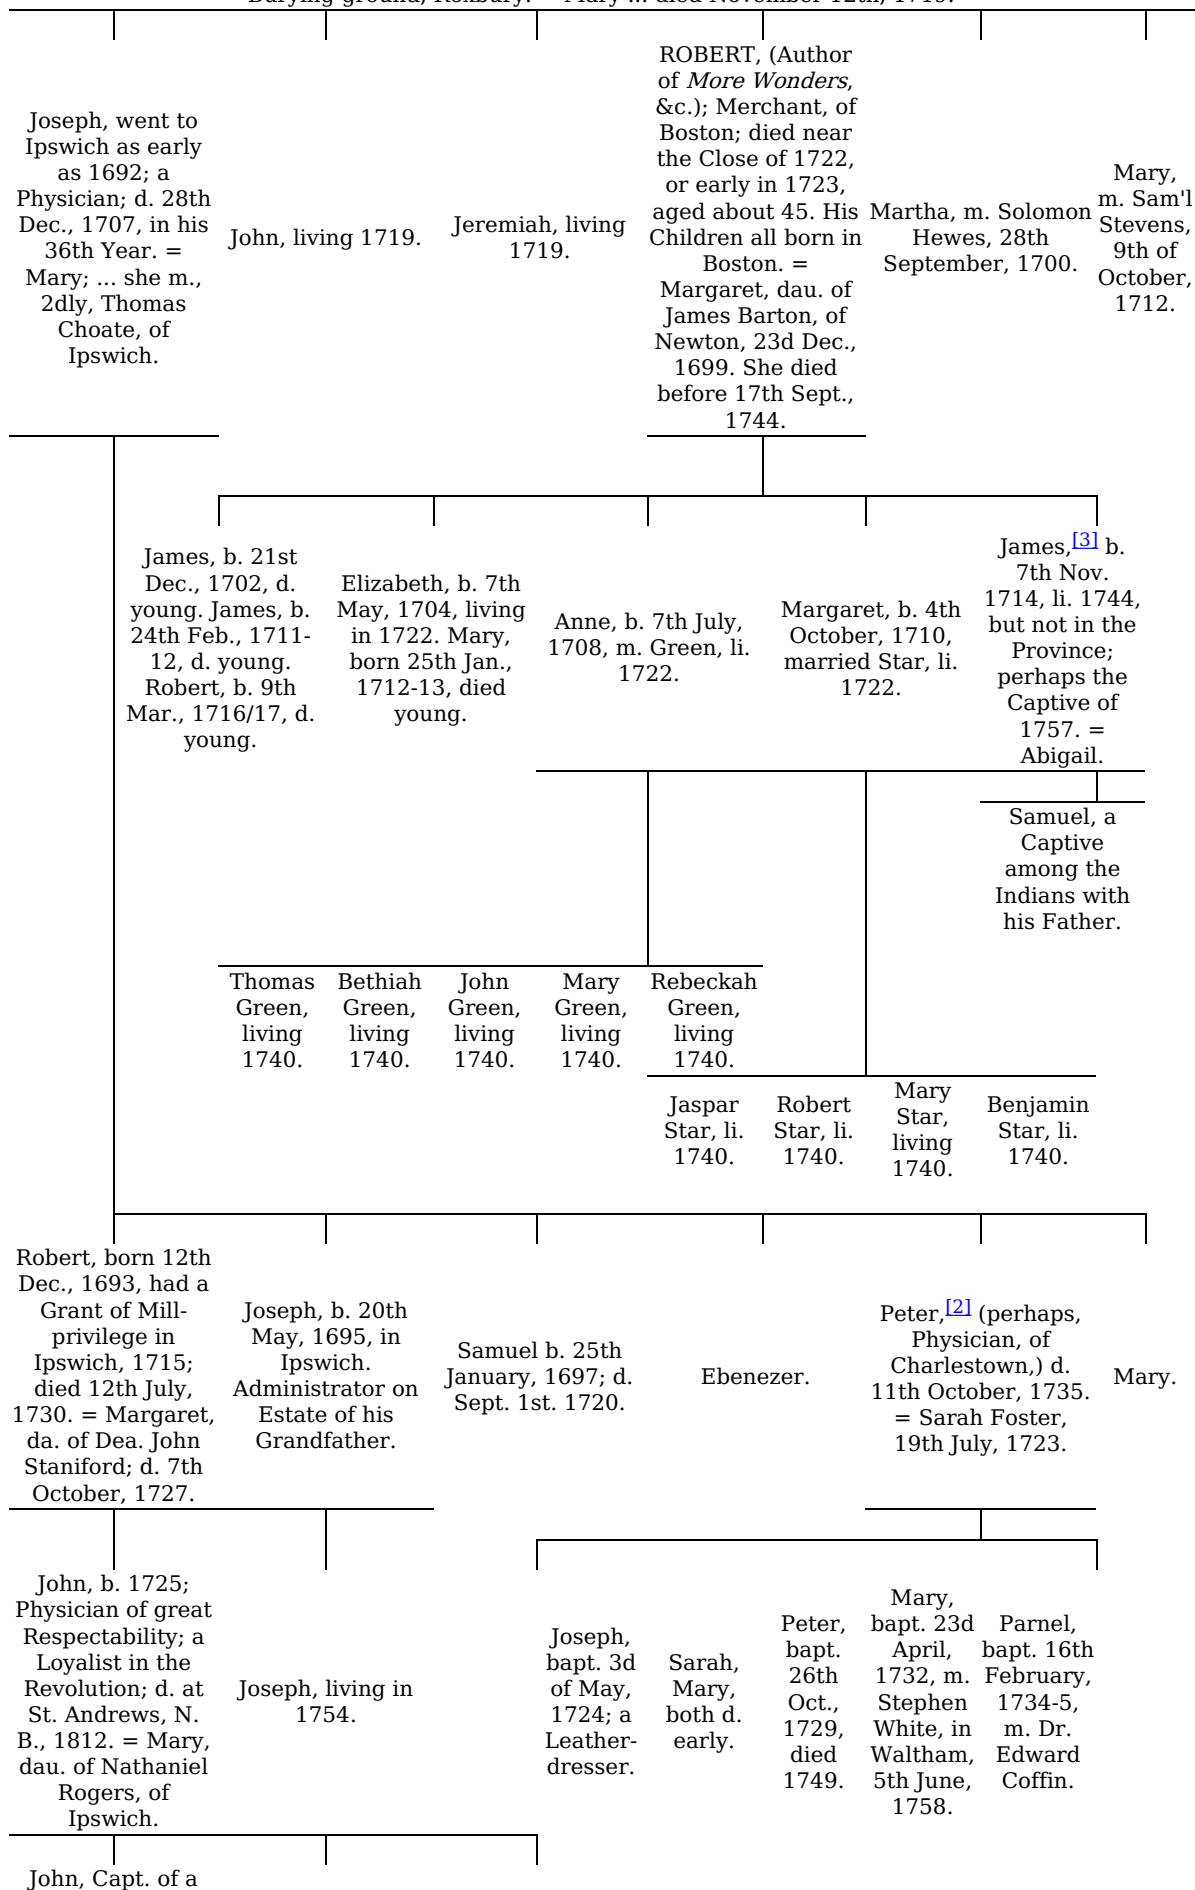 Burying-ground, Roxbury. = Mary ... died November 12th, 1719.
Joseph, went to
Ipswich as early
as 1692; a
Physician; d. 28th
Dec., 1707, in his
36th Year. =
Mary; ... she m.,
2dly, Thomas
Choate, of
Ipswich.
John, living 1719.
Jeremiah, living
1719.
ROBERT, (Author
of More Wonders,
&c.); Merchant, of
Boston; died near
the Close of 1722,
or early in 1723,
aged about 45. His
Children all born in
Boston. =
Margaret, dau. of
James Barton, of
Newton, 23d Dec.,
1699. She died
before 17th Sept.,
1744.
Martha, m. Solomon
Hewes, 28th
September, 1700.
Mary,
m. Sam'l
Stevens,
9th of
October,
1712.
James, b. 21st
Dec., 1702, d.
young. James, b.
24th Feb., 1711-
12, d. young.
Robert, b. 9th
Mar., 1716/17, d.
young.
Elizabeth, b. 7th
May, 1704, living
in 1722. Mary,
born 25th Jan.,
1712-13, died
young.
Anne, b. 7th July,
1708, m. Green, li.
1722.
Margaret, b. 4th
October, 1710,
married Star, li.
1722.
James,[3] b.
7th Nov.
1714, li. 1744,
but not in the
Province;
perhaps the
Captive of
1757. =
Abigail.
Samuel, a
Captive
among the
Indians with
his Father.
Thomas
Green,
living
1740.
Bethiah
Green,
living
1740.
John
Green,
living
1740.
Mary
Green,
living
1740.
Rebeckah
Green,
living
1740.
Jaspar
Star, li.
1740.
Robert
Star, li.
1740.
Mary
Star,
living
1740.
Benjamin
Star, li.
1740.
Robert, born 12th
Dec., 1693, had a
Grant of Mill-
privilege in
Ipswich, 1715;
died 12th July,
1730. = Margaret,
da. of Dea. John
Staniford; d. 7th
October, 1727.
Joseph, b. 20th
May, 1695, in
Ipswich.
Administrator on
Estate of his
Grandfather.
Samuel b. 25th
January, 1697; d.
Sept. 1st. 1720.
Ebenezer.
Peter,[2] (perhaps,
Physician, of
Charlestown,) d.
11th October, 1735.
= Sarah Foster,
19th July, 1723.
Mary.
John, b. 1725;
Physician of great
Respectability; a
Loyalist in the
Revolution; d. at
St. Andrews, N.
B., 1812. = Mary,
dau. of Nathaniel
Rogers, of
Ipswich.
Joseph, living in
1754.
Joseph,
bapt. 3d
of May,
1724; a
Leather-
dresser.
Sarah,
Mary,
both d.
early.
Peter,
bapt.
26th
Oct.,
1729,
died
1749.
Mary,
bapt. 23d
April,
1732, m.
Stephen
White, in
Waltham,
5th June,
1758.
Parnel,
bapt. 16th
February,
1734-5,
m. Dr.
Edward
Coffin.
John, Capt. of a